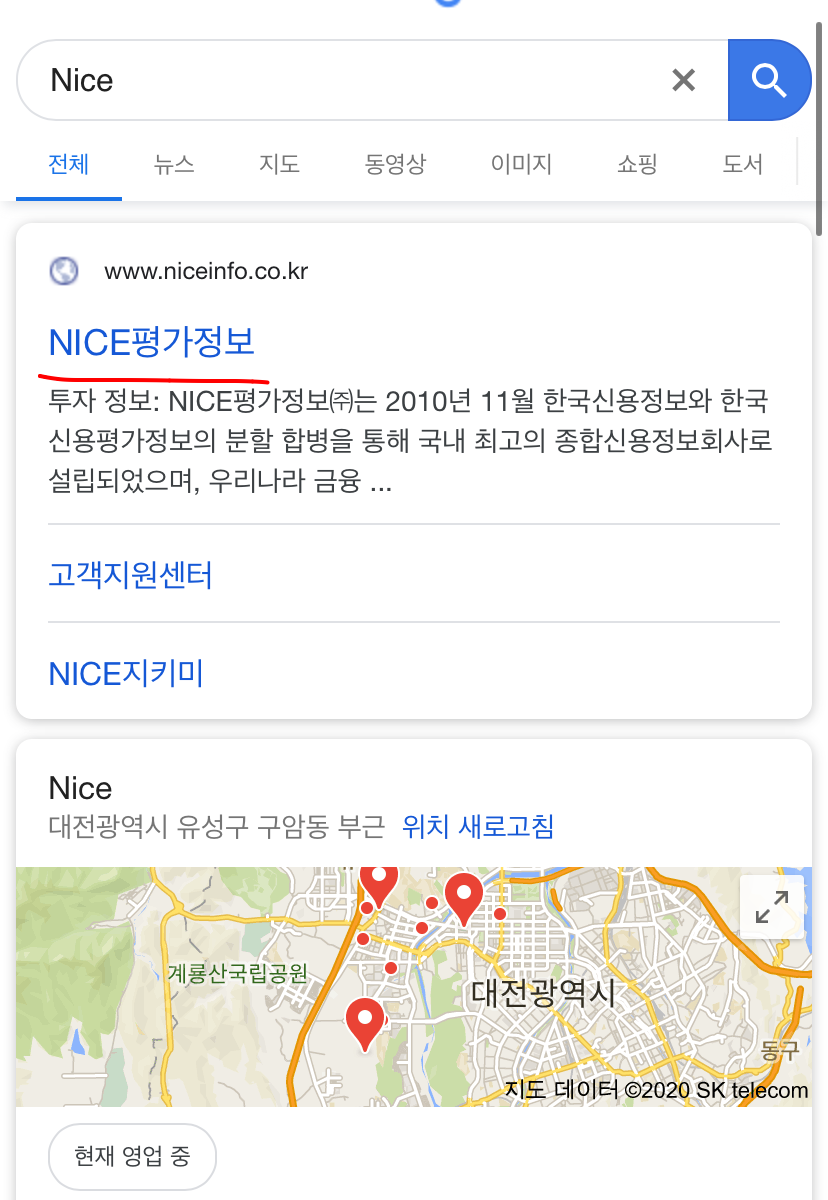 Nice
전체 뉴스 지도 동영상 이미지 쇼핑 도서
www.niceinfo.co.kr
NICE평가정보
투자 정보: NICE평가정보㈜는 2010년 11월 한국신용정보와 한국
신용평가정보의 분할 합병을 통해 국내 최고의 종합신용정보회사로
설립되었으며, 우리나라 금융 ...
고객지원센터
NICE지키미
Nice
대전광역시 유성구 구암동 부근 위치 새로고침
계룡산국립공원
대전광역시
동구
지도 데이터 ©2020 SK telecom
현재 영업 중